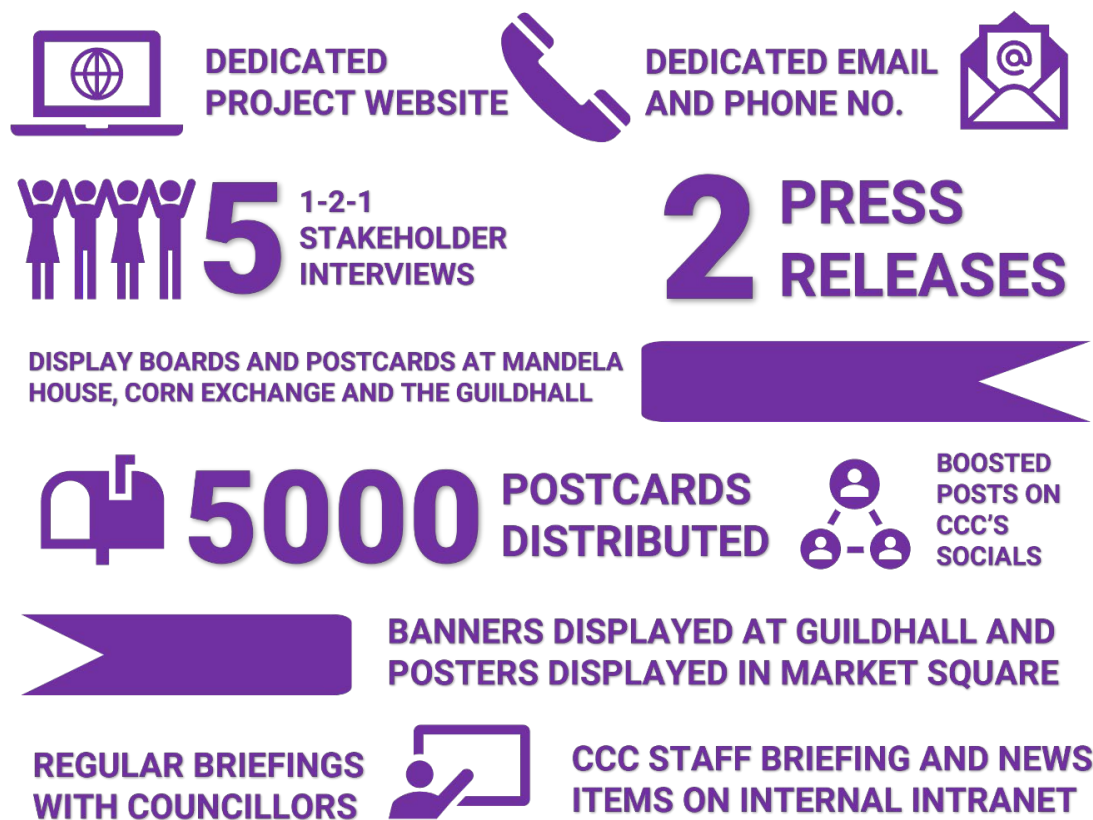 DEDICATED
PROJECT WEBSITE
DEDICATED EMAIL
AND PHONE NO.
@
5
1-2-1
STAKEHOLDER
INTERVIEWS
2
PRESS
RELEASES
DISPLAY BOARDS AND POSTCARDS AT MANDELA
HOUSE, CORN EXCHANGE AND THE GUILDHALL
5000
POSTCARDS
DISTRIBUTED
BOOSTED
POSTS ON
CCC'S
SOCIALS
BANNERS DISPLAYED AT GUILDHALL AND
POSTERS DISPLAYED IN MARKET SQUARE
REGULAR BRIEFINGS
WITH COUNCILLORS
CCC STAFF BRIEFING AND NEWS
ITEMS ON INTERNAL INTRANET